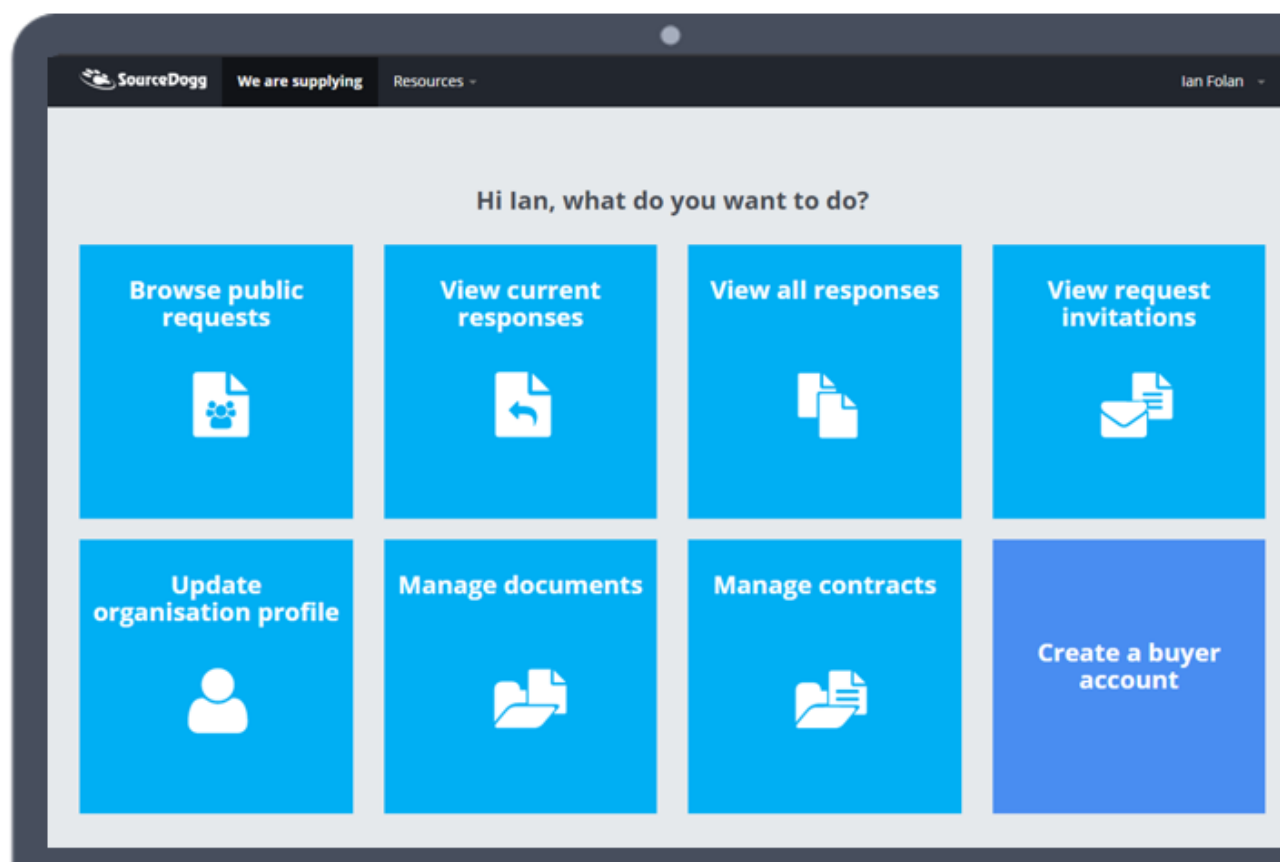 SourceDogg We are supplying Resources Ian Folan
Hi Ian, what do you want to do?
Browse public
requests
View current
responses
View all responses
View request
invitations
Update
organisation profile
Manage documents
Manage contracts
Create a buyer
account